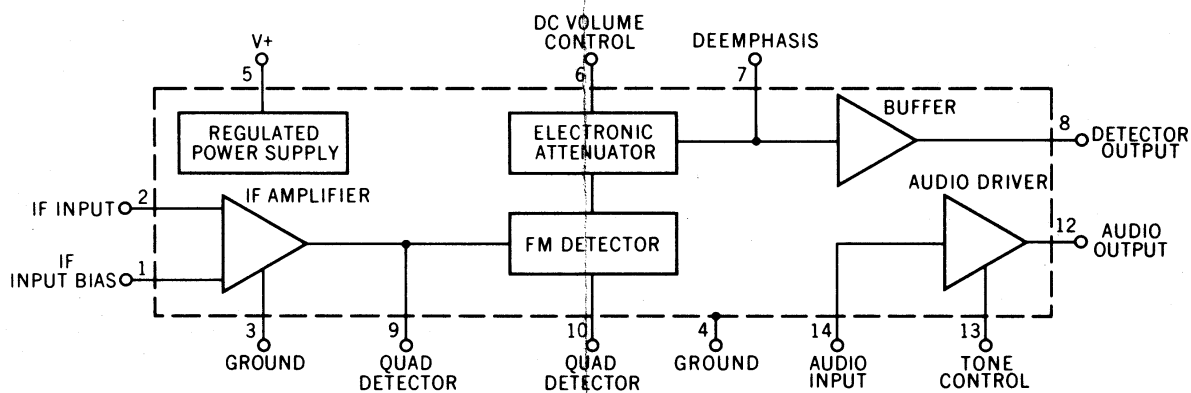 DC VOLUME
CONTROL
V+
DEEMPHASIS
5
6
7
REGULATED
POWER SUPPLY
ELECTRONIC
ATTENUATOR
BUFFER
8
DETECTOR
OUTPUT
IF AMPLIFIER
AUDIO DRIVER
IF INPUT
2
FM DETECTOR
12
AUDIO
OUTPUT
IF
INPUT BIAS
1
3
9
10
4
14
13
GROUND
QUAD
DETECTOR
QUAD
DETECTOR
GROUND
AUDIO
INPUT
TONE
CONTROL